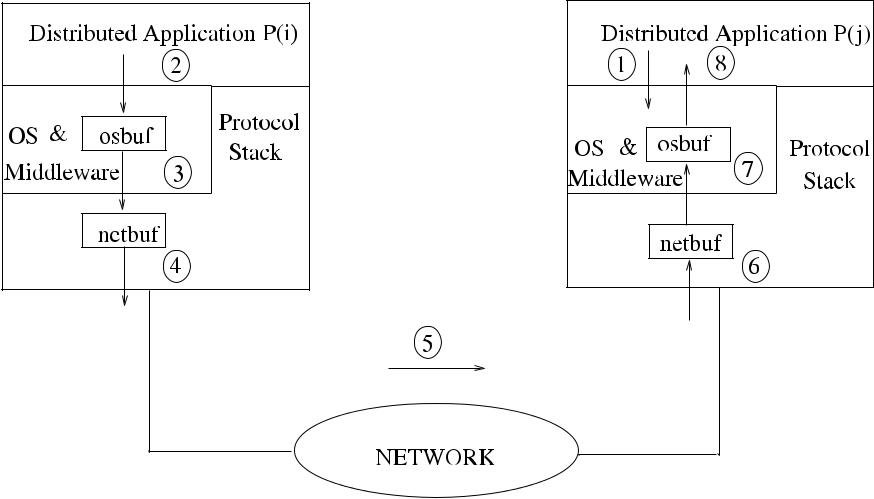 Distributed Application P(i)
2
OS & Middleware
osbuf
3
Protocol
Stack
nctbuf
4
Distributed Application P(j)
1
8
OS & Middleware
osbuf
7
Protocol
Stack
netbuf
6
5
NETWORK